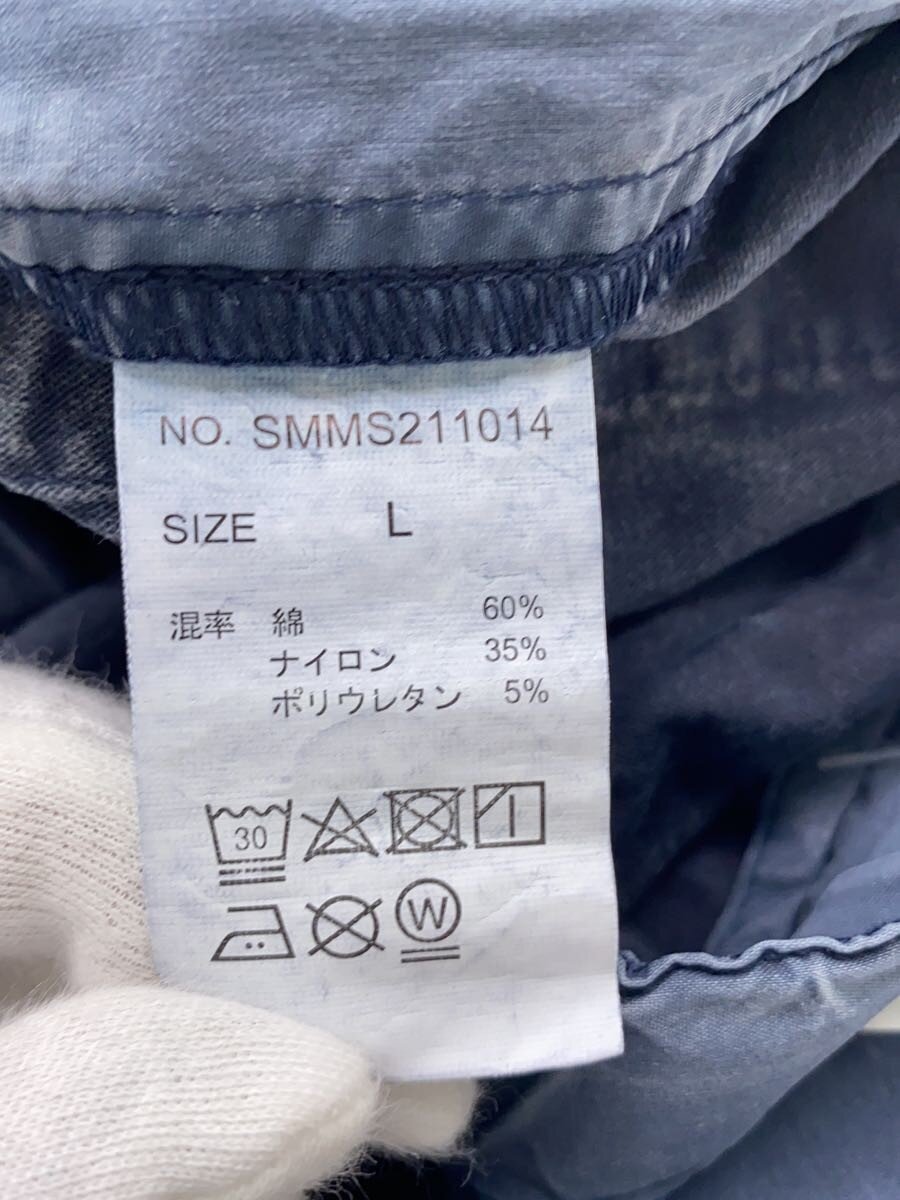 NO. SMMS211014
SIZE L
混率 綿 60%
ナイロン 35%
ポリウレタン 5%
30
W